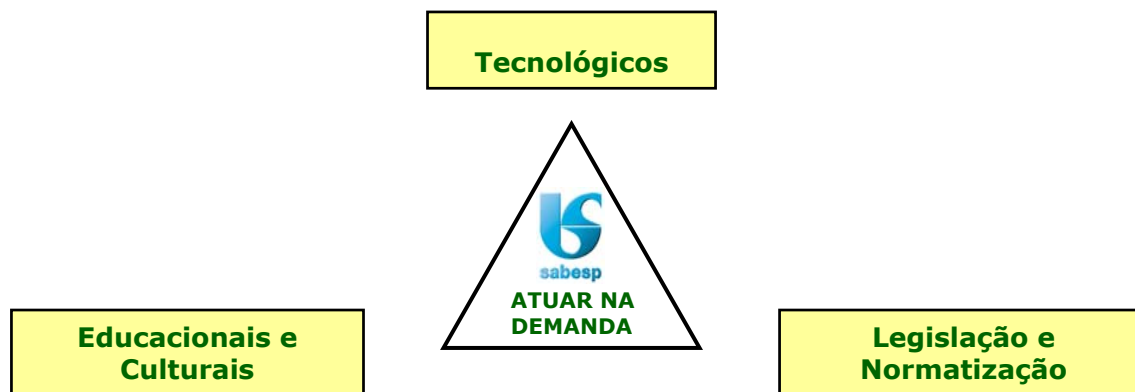 Tecnológicos
sabesp
ATUAR NA
DEMANDA
Educacionais e
Culturais
Legislação e
Normatização